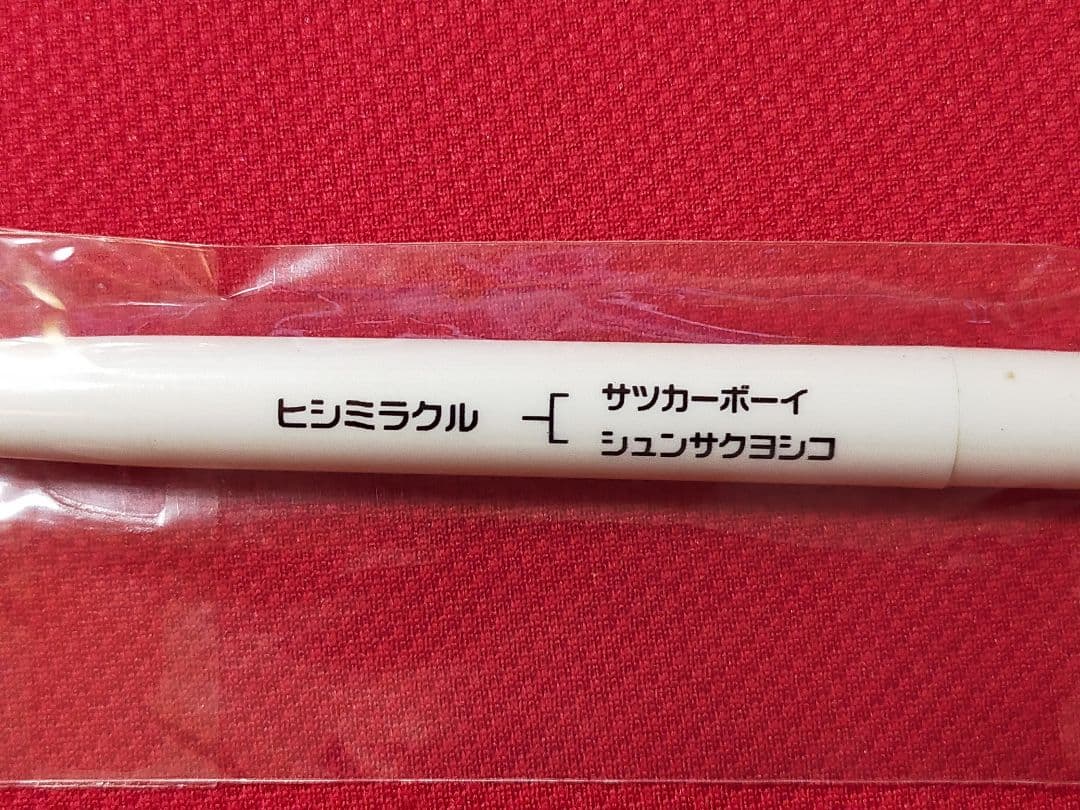 ヒシミラクル
サツカーボーイ
シュンサクヨシコ